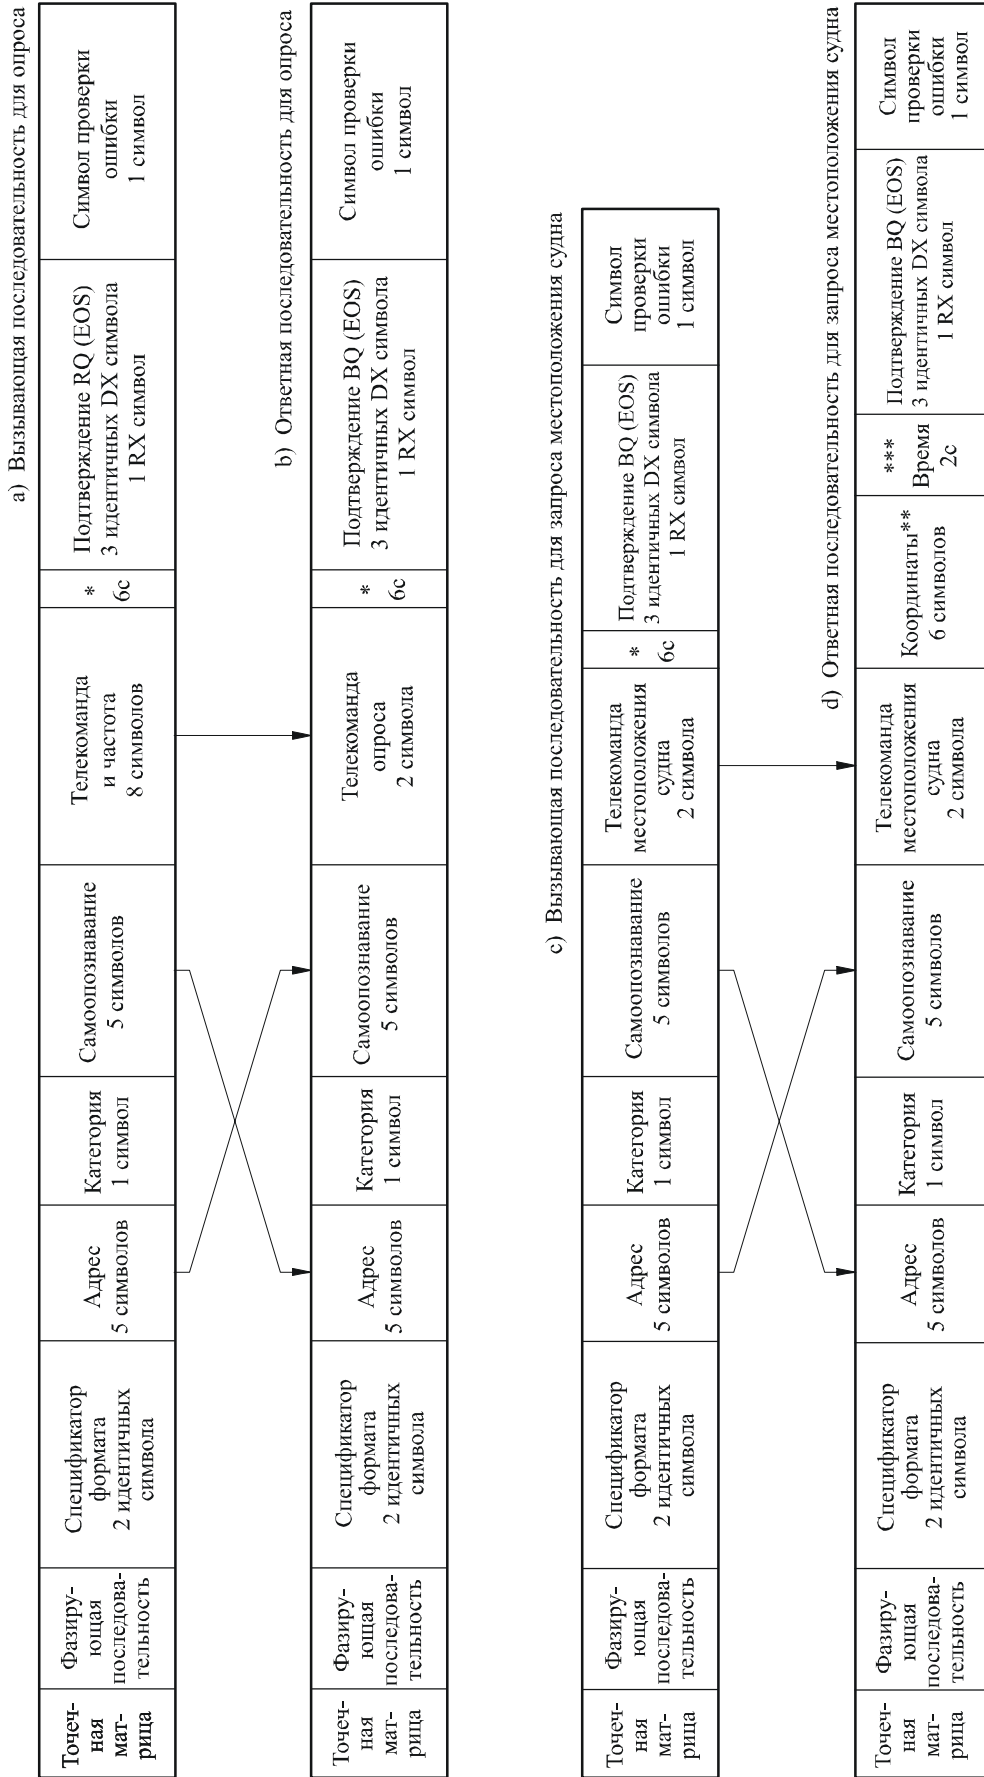 a) Вызывающая последовательность для опроса
Точеч-
ная
мат-
рица
Фазиру-
ющая
последова-
тельность
Спецификатор
формата
2 идентичных
символа
Адрес
5 символов
Категория
1 символ
Самоопознавание
5 символов
Телекоманда
и частота
8 символов
*
6с
Подтверждение RQ (EOS)
3 идентичных DX символа
1 RX символ
Символ проверки
ошибки
1 символ
b) Ответная последовательность для опроса
Точеч-
ная
мат-
рица
Фазиру-
ющая
последова-
тельность
Спецификатор
формата
2 идентичных
символа
Адрес
5 символов
Категория
1 символ
Самоопознавание
5 символов
Телекоманда
опроса
2 символа
*
6с
Подтверждение BQ (EOS)
3 идентичных DX символа
1 RX символ
Символ проверки
ошибки
1 символ
c) Вызывающая последовательность для запроса местоположения судна
Точеч-
ная
мат-
рица
Фазиру-
ющая
последова-
тельность
Спецификатор
формата
2 идентичных
символа
Адрес
5 символов
Категория
1 символ
Самоопознавание
5 символов
Телекоманда
местоположения
судна
2 символа
*
6с
Подтверждение BQ (EOS)
3 идентичных DX символа
1 RX символ
Символ
проверки
ошибки
1 символ
d) Ответная последовательность для запроса местоположения судна
Точеч-
ная
мат-
рица
Фазиру-
ющая
последова-
тельность
Спецификатор
формата
2 идентичных
символа
Адрес
5 символов
Категория
1 символ
Самоопознавание
5 символов
Телекоманда
местоположения
судна
2 символа
Координаты**
6 символов
***
Время
2с
Подтверждение BQ (EOS)
3 идентичных DX символа
1 RX символ
Символ
проверки
ошибки
1 символ